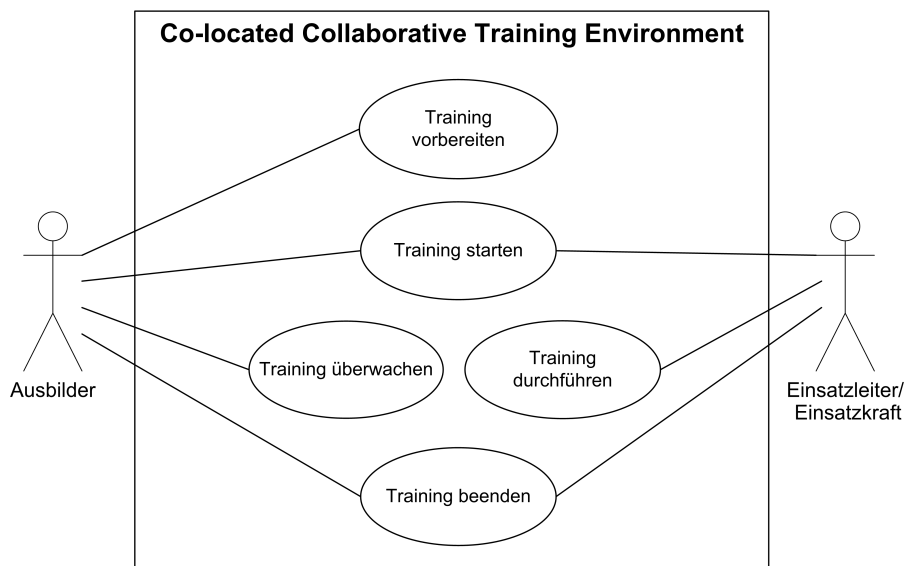 Co-located Collaborative Training Environment
Training
vorbereiten
Training starten
Training überwachen
Training
durchführen
Training beenden
Ausbilder
Einsatzleiter/
Einsatzkraft